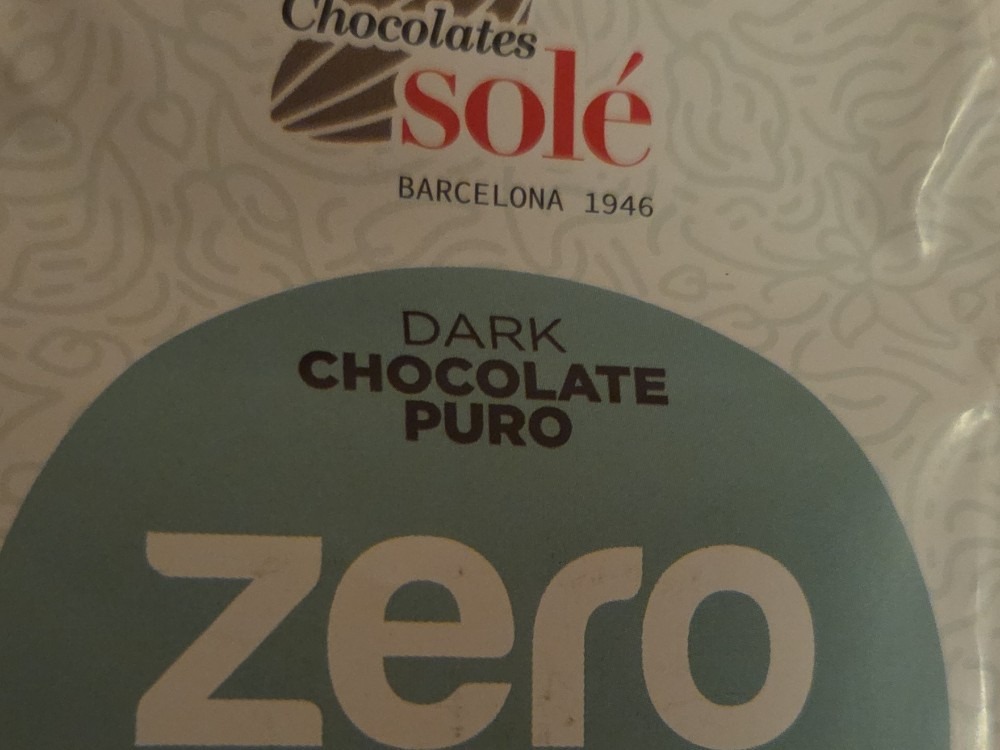 Chocolates
solé
BARCELONA 1946
DARK
CHOCOLATE
PURO
zero